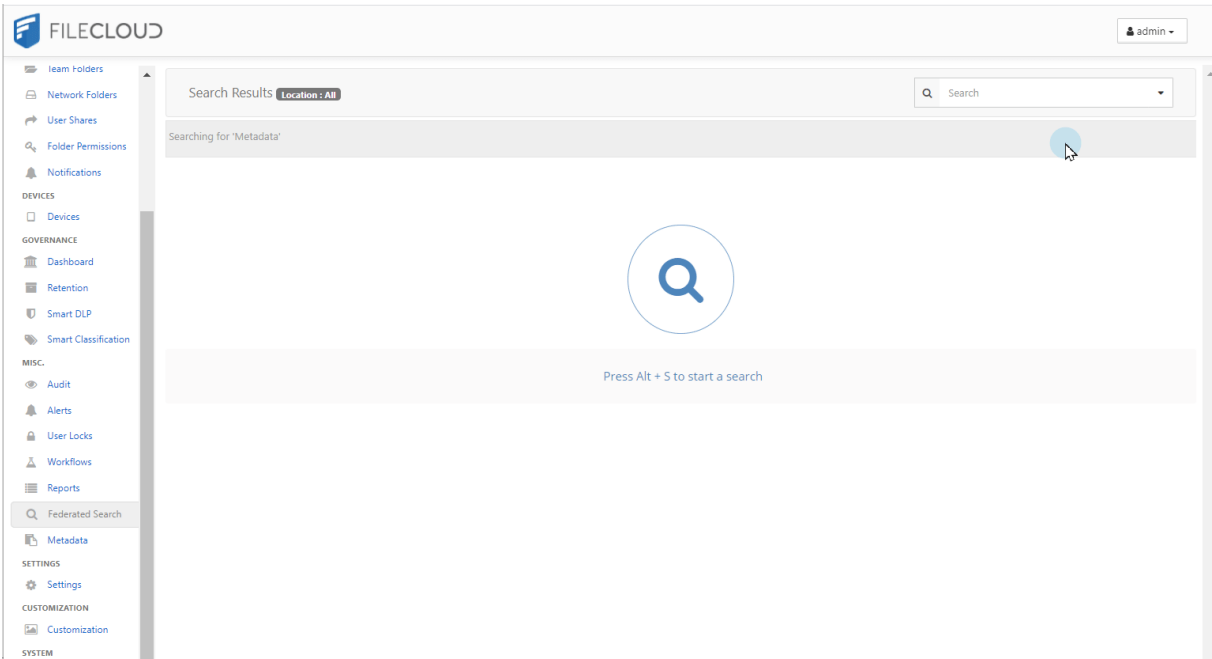 FILECLOUD
admin
Team Folders
Network Folders
User Shares
Folder Permissions
Notifications
DEVICES
Devices
GOVERNANCE
Dashboard
Retention
Smart DLP
Smart Classification
MISC.
Audit
Alerts
User Locks
Workflows
Reports
Federated Search
Metadata
SETTINGS
Settings
CUSTOMIZATION
Customization
SYSTEM
Search Results Location : All
Search
Searching for 'Metadata'
Press Alt + S to start a search